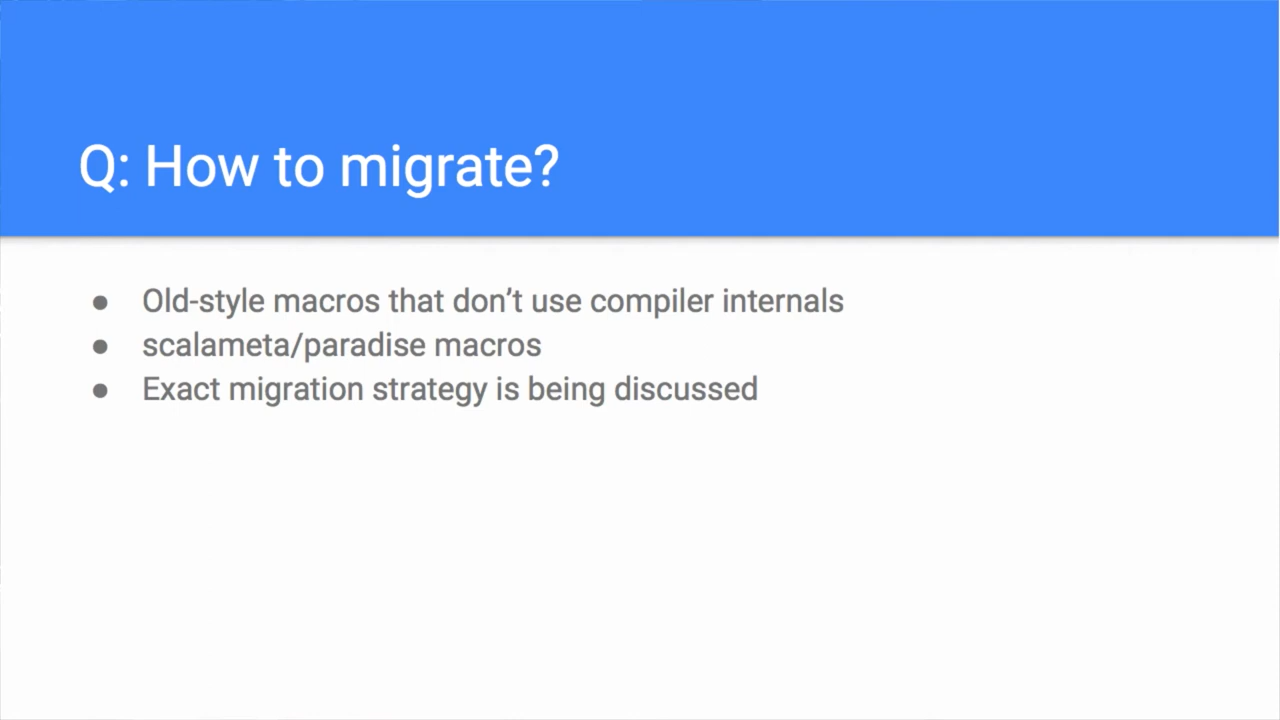 Q: How to migrate?
● Old-style macros that don’t use compiler internals
● scalameta/paradise macros
● Exact migration strategy is being discussed